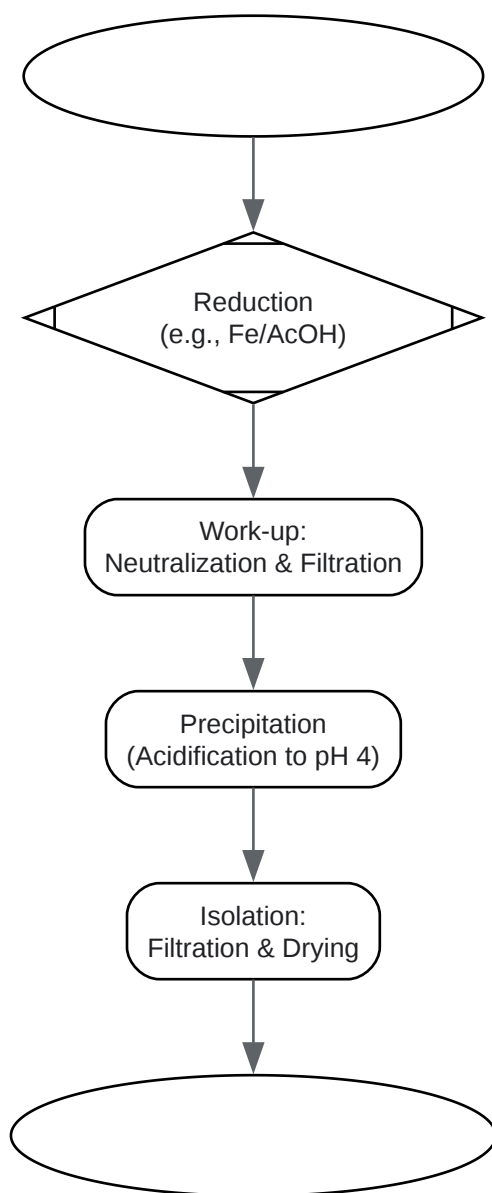 Reduction
(e.g., Fe/AcOH)
Work-up:
Neutralization & Filtration
Precipitation
(Acidification to pH 4)
Isolation:
Filtration & Drying